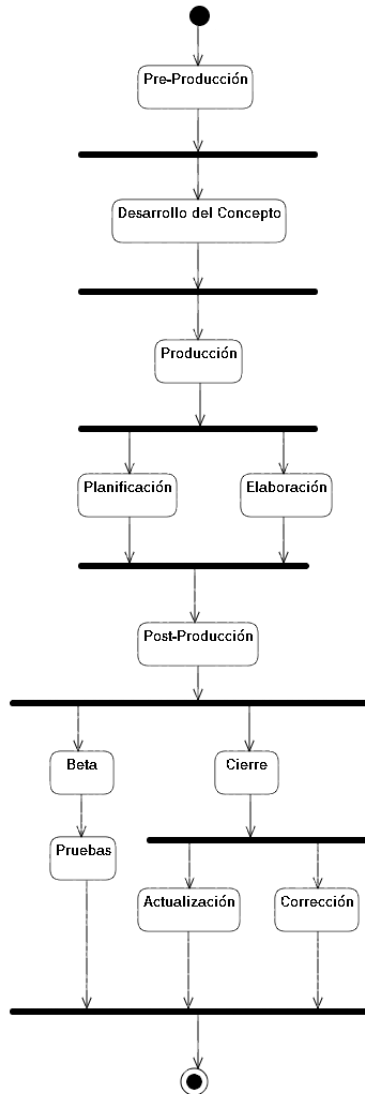 Pre-Producción
Desarrollo del Concepto
Producción
Planificación
Elaboración
Post-Producción
Beta
Cierre
Pruebas
Actualización
Corrección